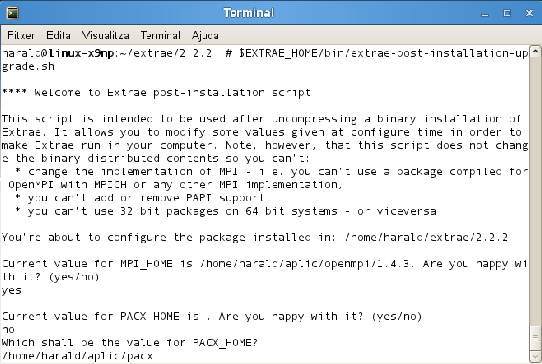 Terminal
Fitxer Edita Visualitza Terminal Ajuda
harald@linux-x9mp:~/extrae/2.2.2 # $EXTRAE_HOME/bin/extrae-post-installation-up
grade.sh
**** Welcome to Extrae post-installation script
This script is intended to be used after uncompressing a binary installation of
Extrae. It allows you to modify some values given at configure time in order to
make Extrae run in your computer. Note, however, that this script does not chang
e the binary distributed contents so you can't:
* change the implementation of MPI - i.e. you can't use a package compiled for
OpenMPI with MPICH or any other MPI implementation,
* you can't add or remove PAPI support
* you can't use 32 bit packages on 64 bit systems - or viceversa
You're about to configure the package installed in: /home/harald/extrae/2.2.2
Current value for MPI_HOME is /home/harald/aplic/openmpi/1.4.3. Are you happy wi
th it? (yes/no)
yes
Current value for PACX_HOME is . Are you happy with it? (yes/no)
no
Which shall be the value for PACX_HOME?
/home/harald/aplic/pacx